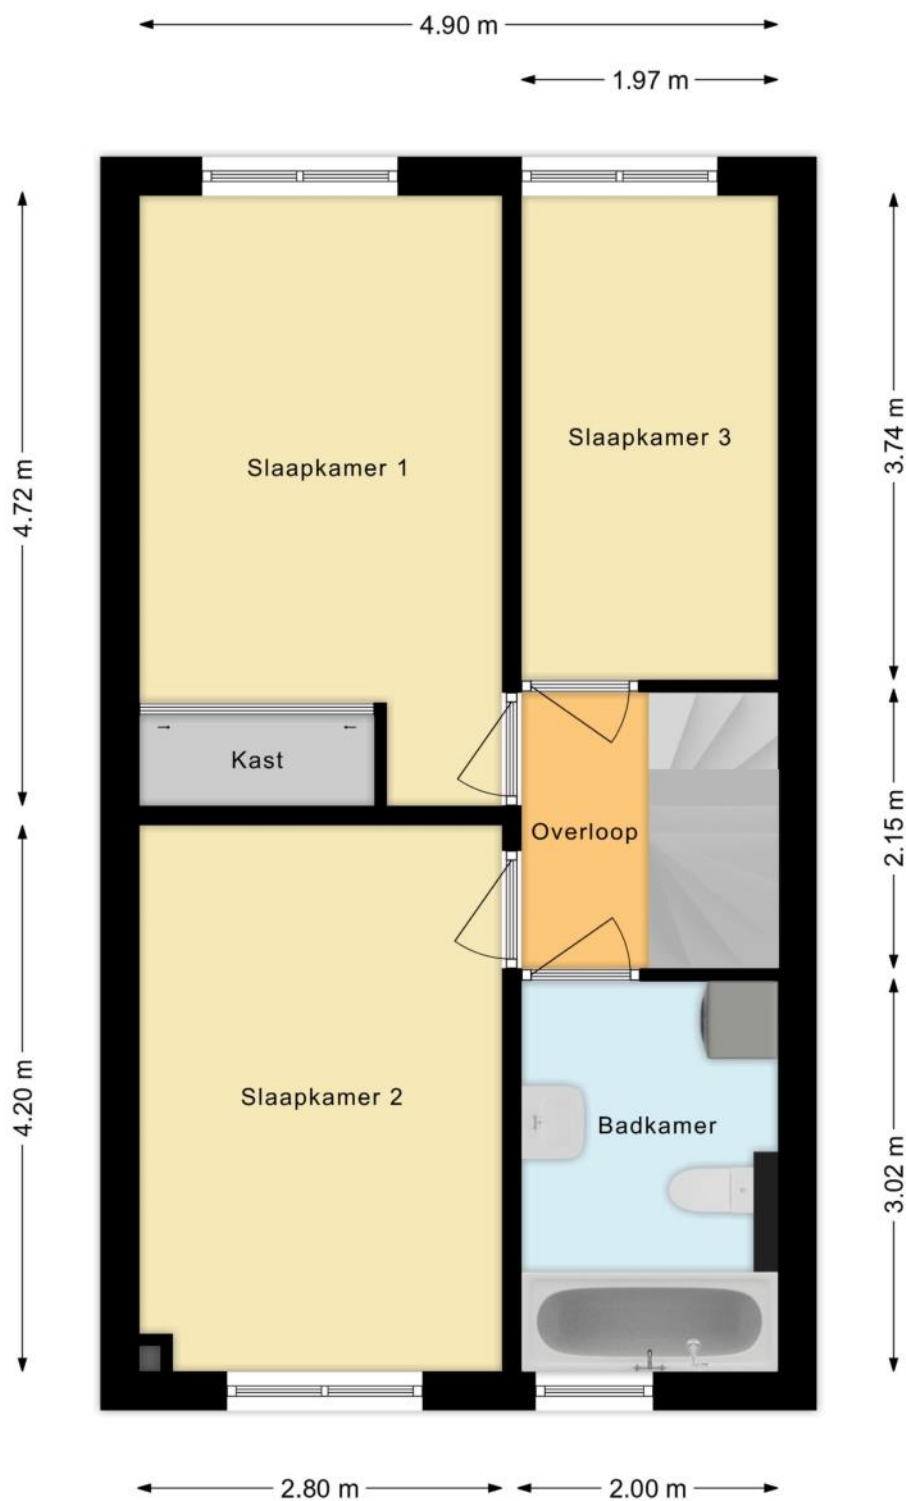 4.90 m
1.97 m
Slaapkamer 3
3.74 m
Slaapkamer 1
4.72 m
Kast
Overloop
2.15 m
Slaapkamer 2
4.20 m
Badkamer
3.02 m
2.80 m
2.00 m